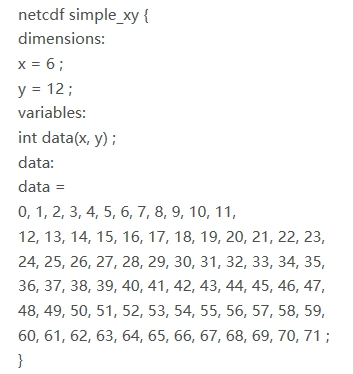 netcdf simple_xy {
dimensions:
x = 6 ;
y = 12 ;
variables:
int data(x, y) ;
data:
data =
0, 1, 2, 3, 4, 5, 6, 7, 8, 9, 10, 11,
12, 13, 14, 15, 16, 17, 18, 19, 20, 21, 22, 23,
24, 25, 26, 27, 28, 29, 30, 31, 32, 33, 34, 35,
36, 37, 38, 39, 40, 41, 42, 43, 44, 45, 46, 47,
48, 49, 50, 51, 52, 53, 54, 55, 56, 57, 58, 59,
60, 61, 62, 63, 64, 65, 66, 67, 68, 69, 70, 71 ;
}